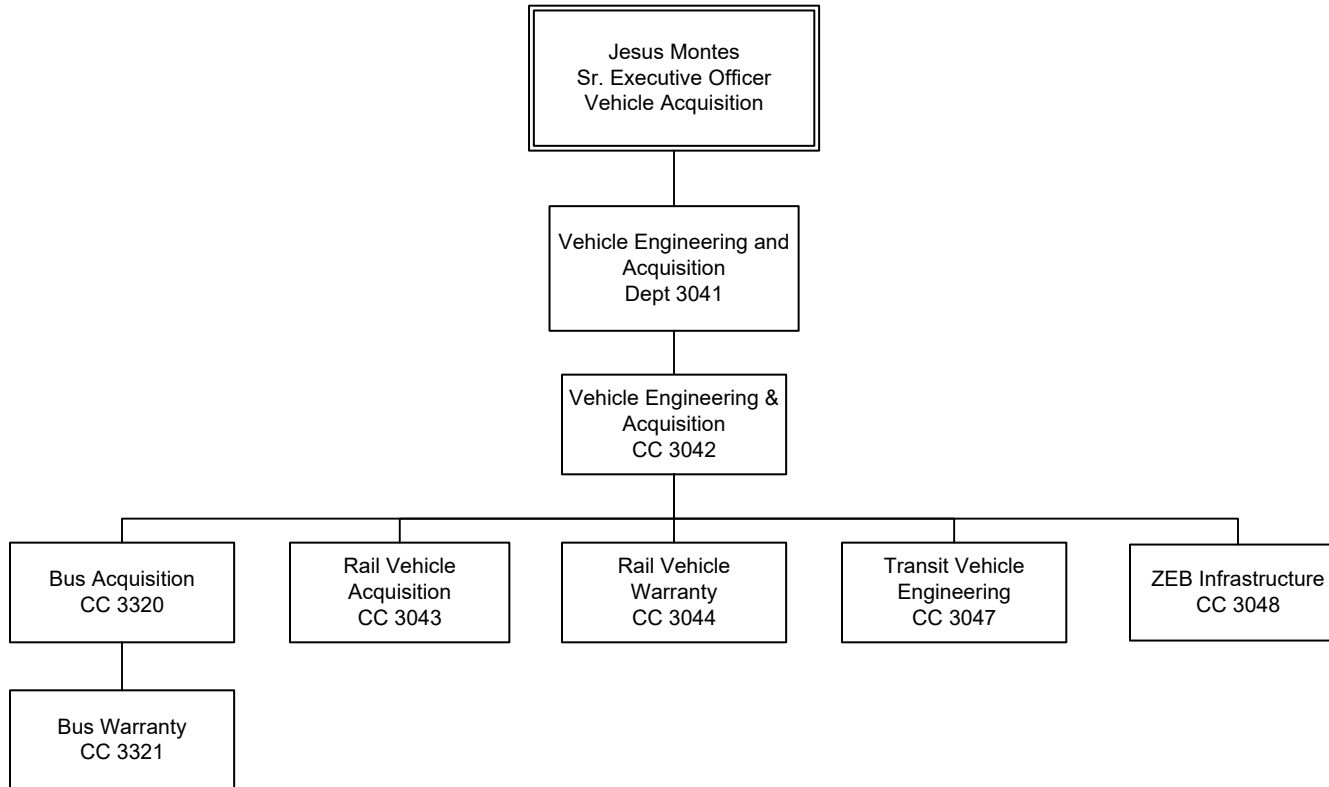 Jesus Montes
Sr. Executive Officer
Vehicle Acquisition
Vehicle Engineering and
Acquisition
Dept 3041
Vehicle Engineering &
Acquisition
CC 3042
Bus Acquisition
CC 3320
Rail Vehicle
Acquisition
CC 3043
Rail Vehicle
Warranty
CC 3044
Transit Vehicle
Engineering
CC 3047
ZEB Infrastructure
CC 3048
Bus Warranty
CC 3321